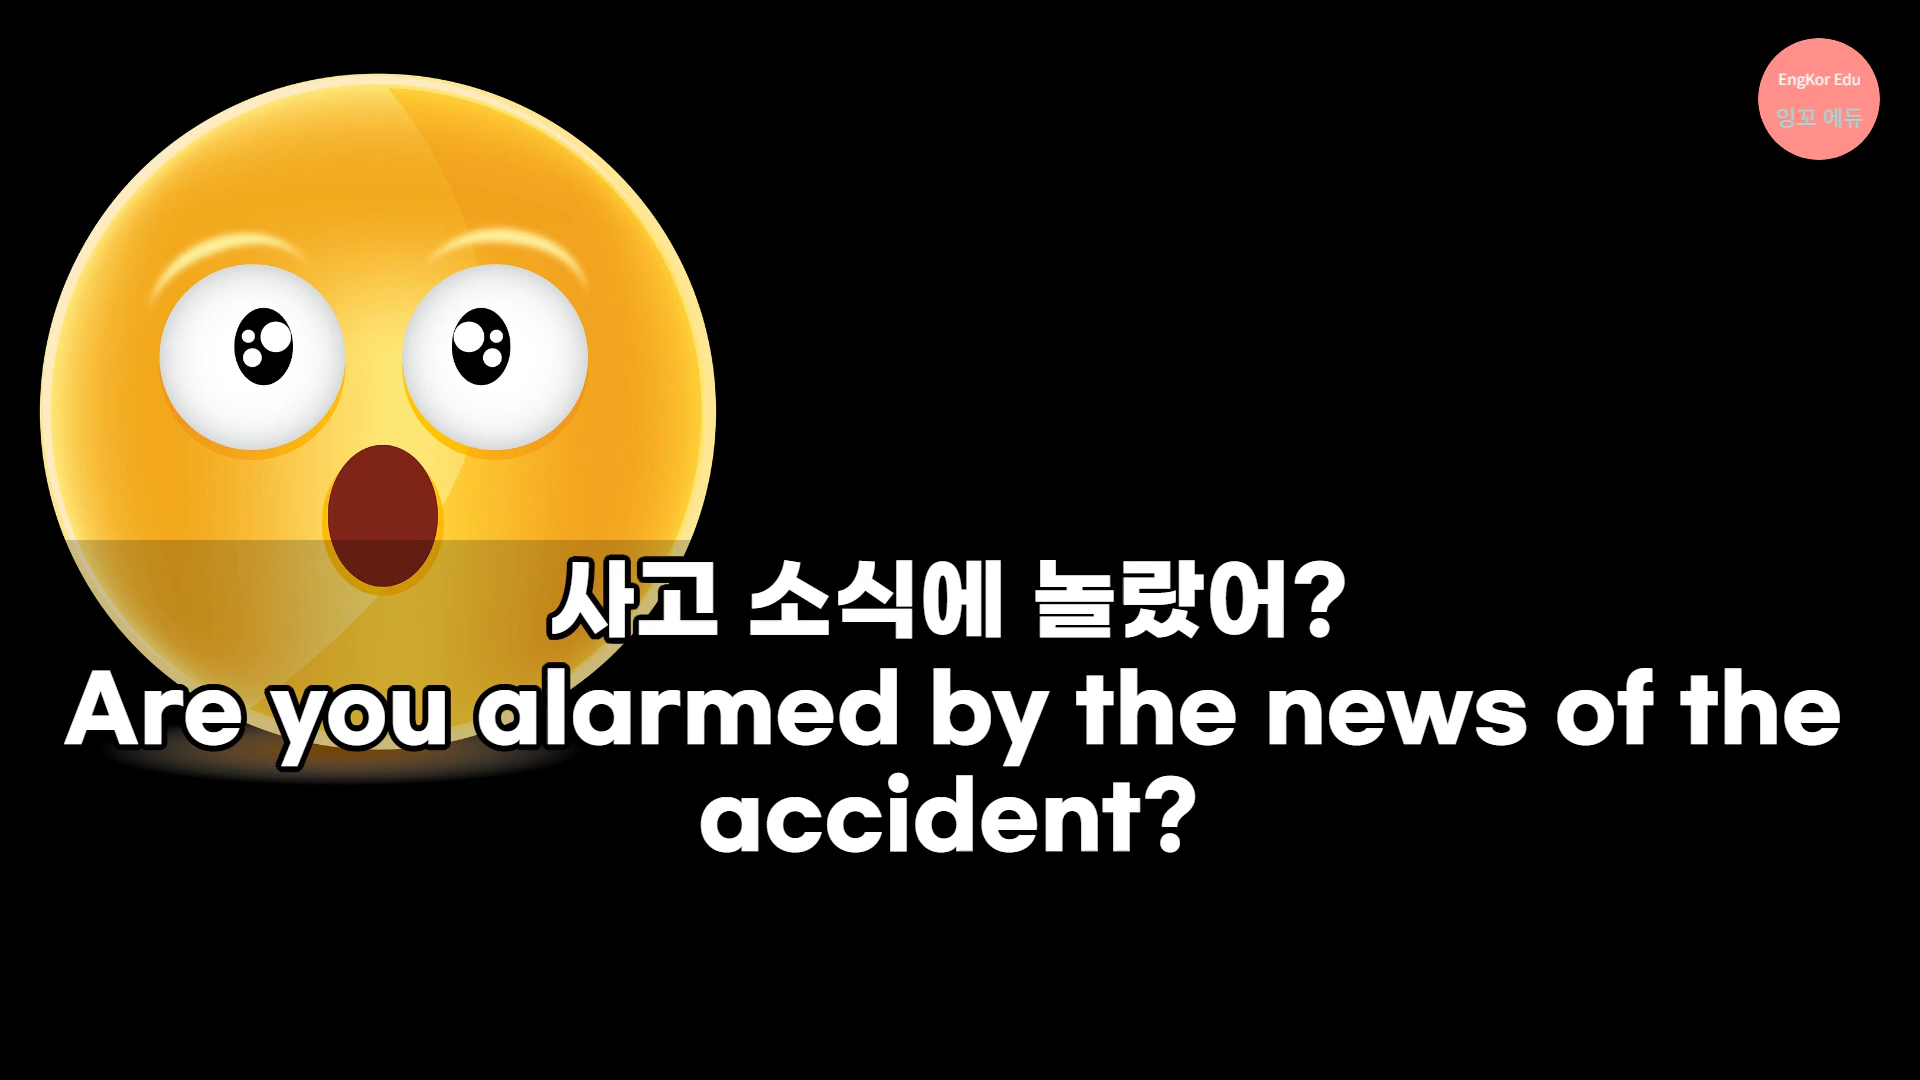 EngKor Edu
잉꼬 에듀
사고 소식에 놀랐어?
Are you alarmed by the news of the
accident?